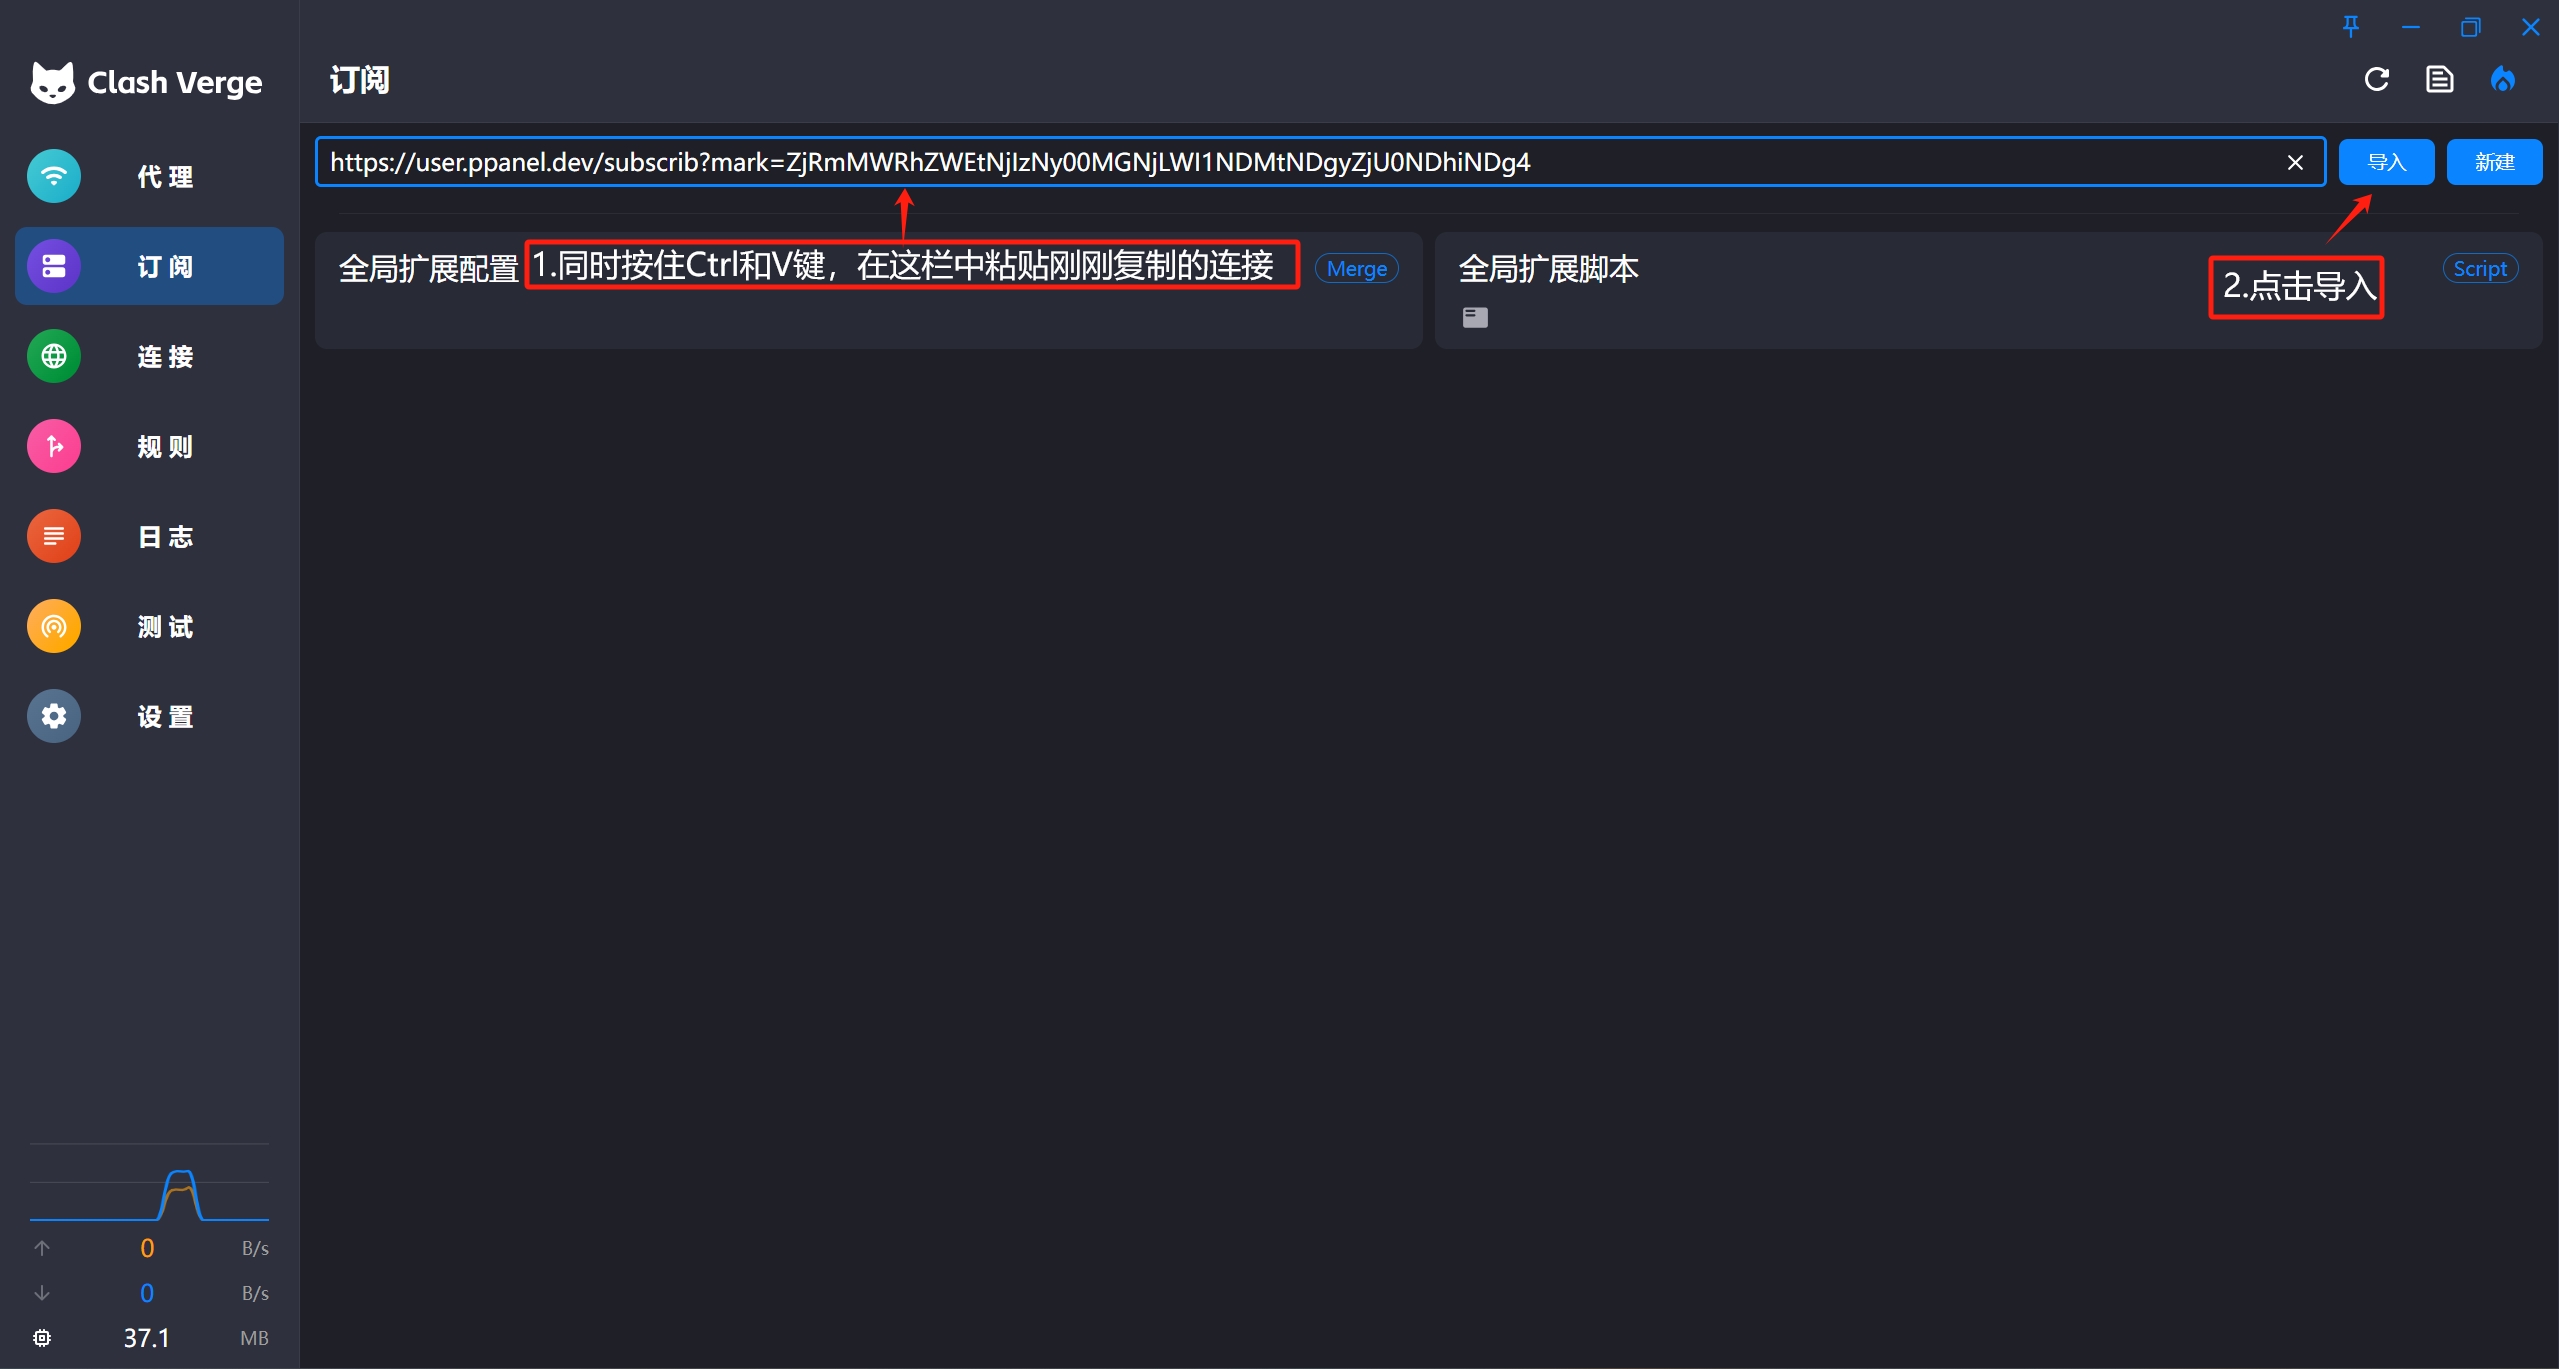 Clash Verge
订阅
代理
订阅
连接
规则
日志
测试
设置
https://user.ppanel.dev/subscrib?mark=ZjRmMWRhZWEtNjIzNy00MGNjLWI1NDMtNDgyZjU0NDhiNDg4
导入
新建
全局扩展配置
1.同时按住Ctrl和V键，在这栏中粘贴刚刚复制的连接
Merge
全局扩展脚本
2.点击导入
Script
0 B/s
0 B/s
37.1 MB